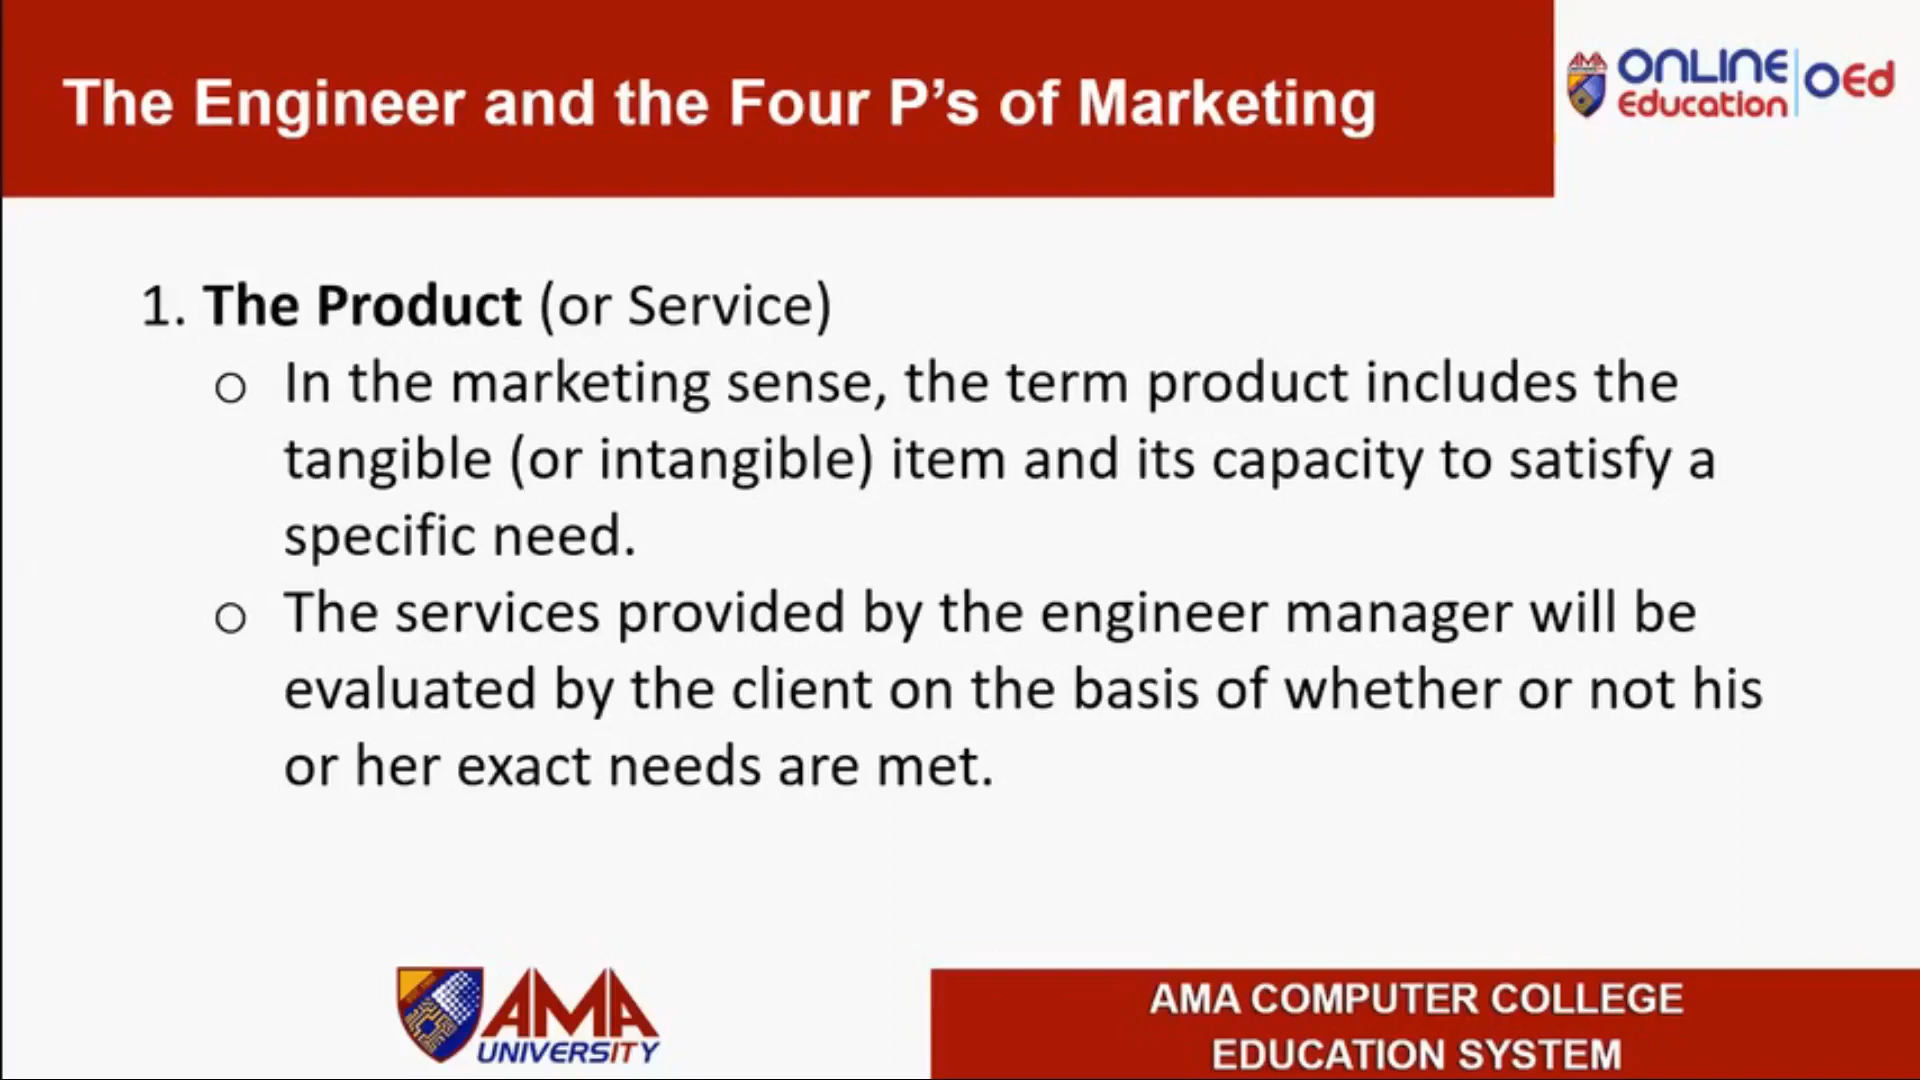 The Engineer and the Four P’s of Marketing
AMA
ONLINE
Education
OEd
1. The Product (or Service)
o In the marketing sense, the term product includes the
tangible (or intangible) item and its capacity to satisfy a
specific need.
o The services provided by the engineer manager will be
evaluated by the client on the basis of whether or not his
or her exact needs are met.
AMA
UNIVERSITY
AMA COMPUTER COLLEGE
EDUCATION SYSTEM